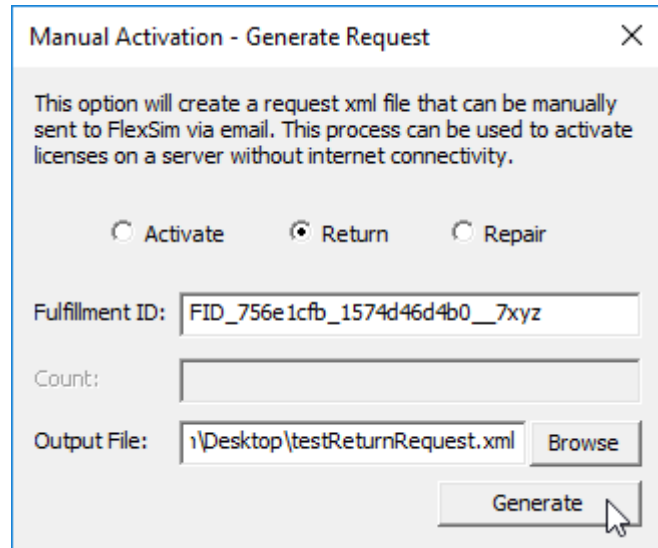 Manual Activation - Generate Request
This option will create a request xml file that can be manually
sent to FlexSim via email. This process can be used to activate
licenses on a server without internet connectivity.
Activate Return Repair
Fulfillment ID: FID_756e1cfb_1574d46d4b0__7xyz
Count:
Output File: \Desktop\testReturnRequest.xml Browse
Generate